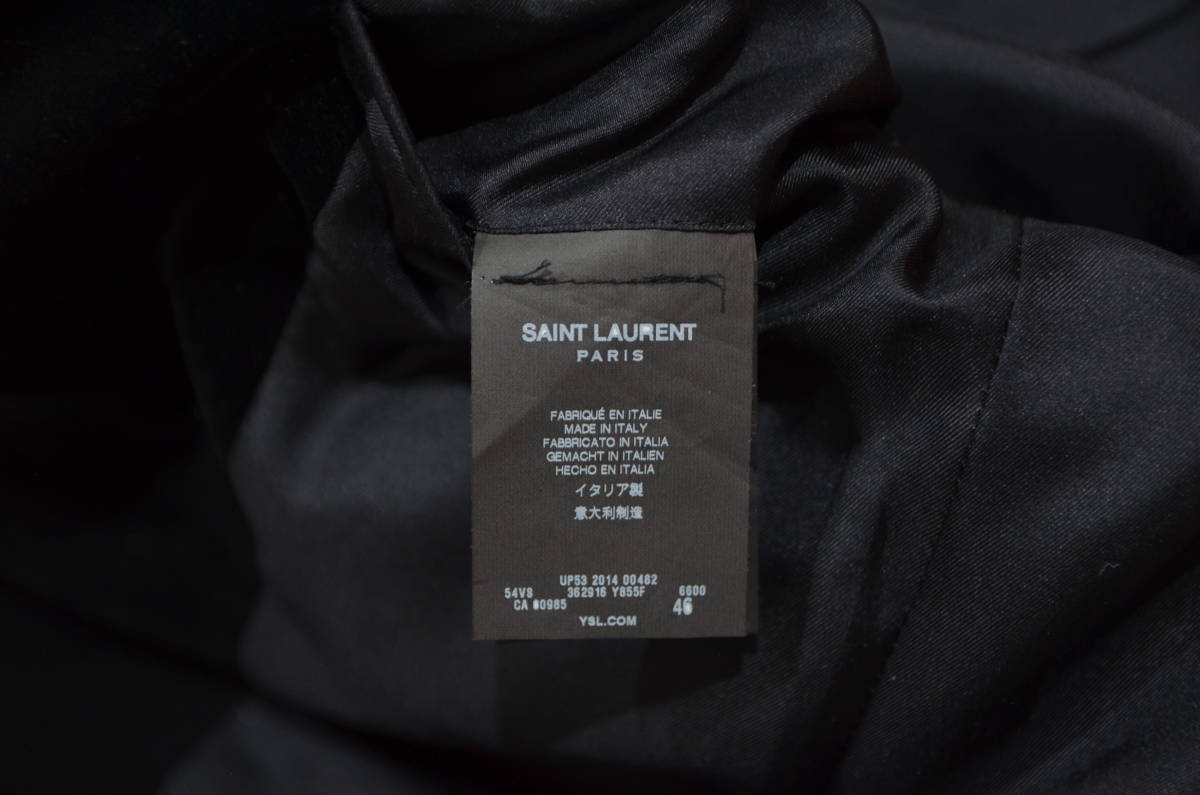 SAINT LAURENT
PARIS
FABRIQUÉ EN ITALIE
MADE IN ITALY
FABBRICATO IN ITALIA
GEMACHT IN ITALIEN
HECHO EN ITALIA
イタリア製
意大利制造
UP53 2014 00482
54VS 362916 Y855F 6600
CA 00985 46
YSL.COM